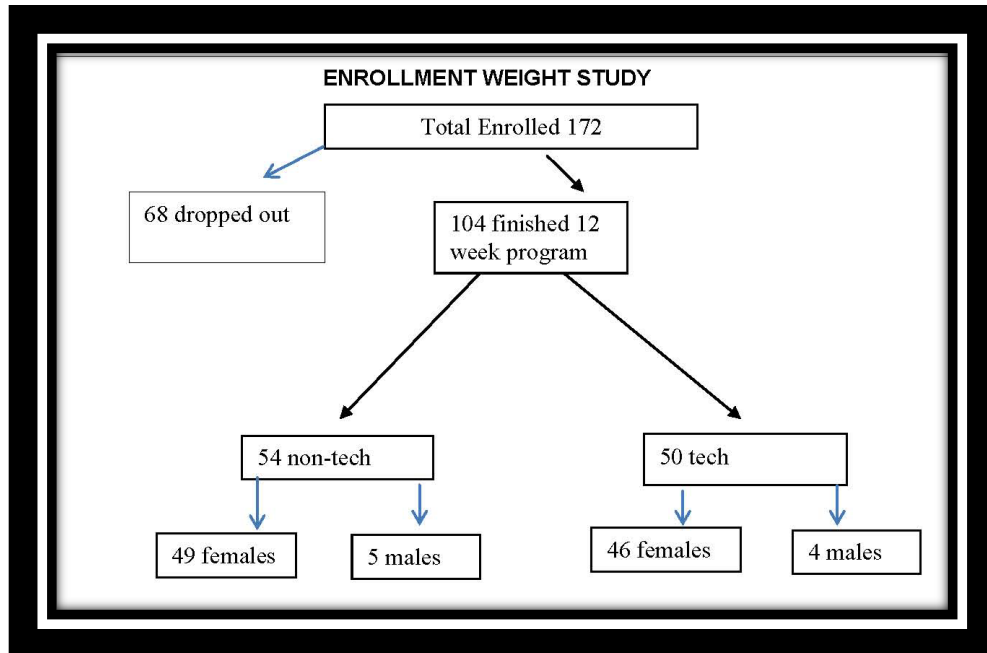 ENROLLMENT WEIGHT STUDY
Total Enrolled 172
68 dropped out
104 finished 12
week program
54 non-tech
50 tech
49 females
5 males
46 females
4 males